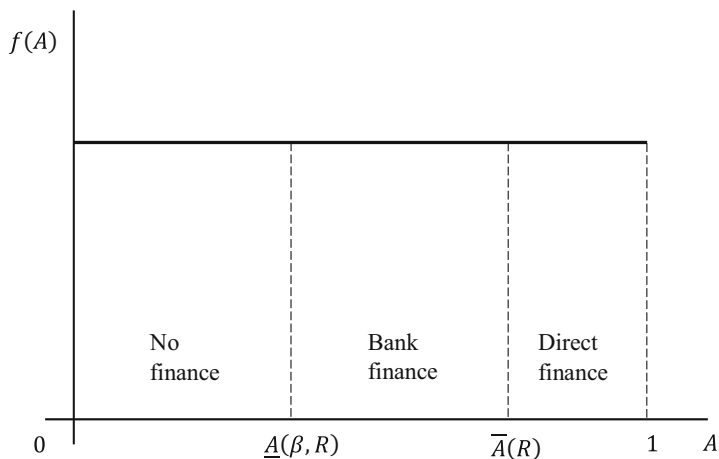 f(A)
No finance
Bank finance
Direct finance
0
A̲(β, R)
A̅(R)
1
A